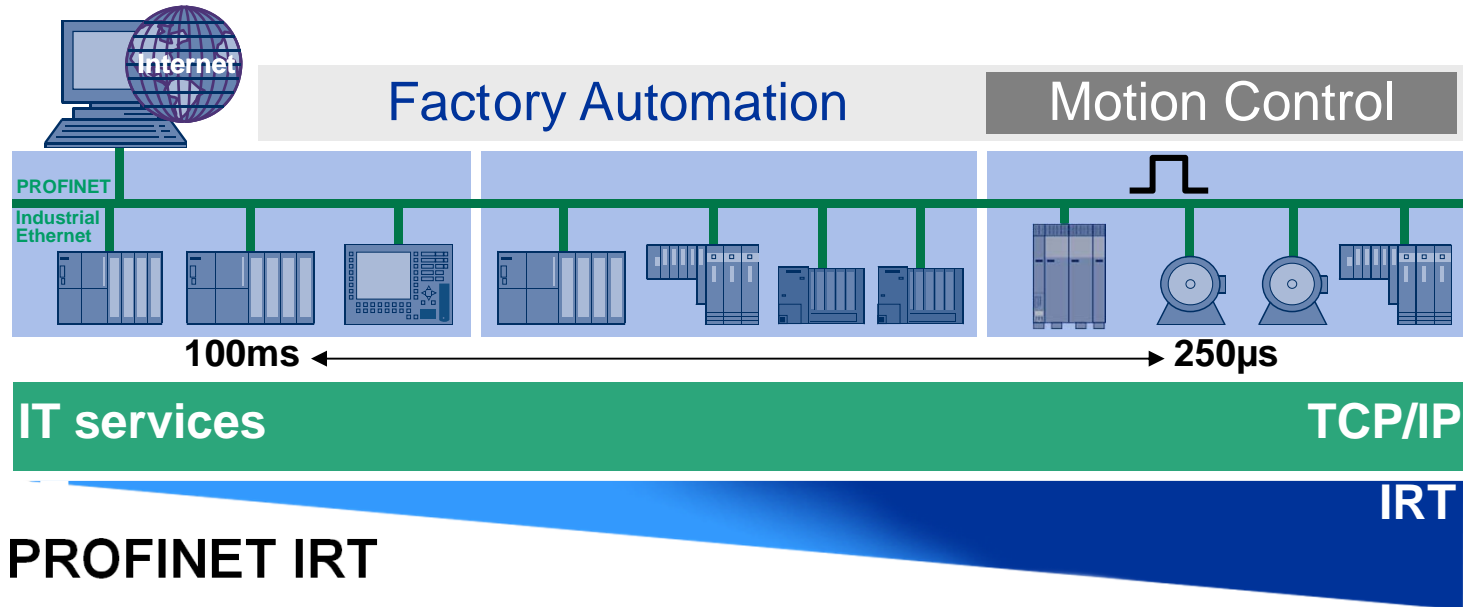 Internet
Factory Automation
Motion Control
PROFINET
Industrial
Ethernet
100ms
250µs
IT services
TCP/IP
IRT
PROFINET IRT